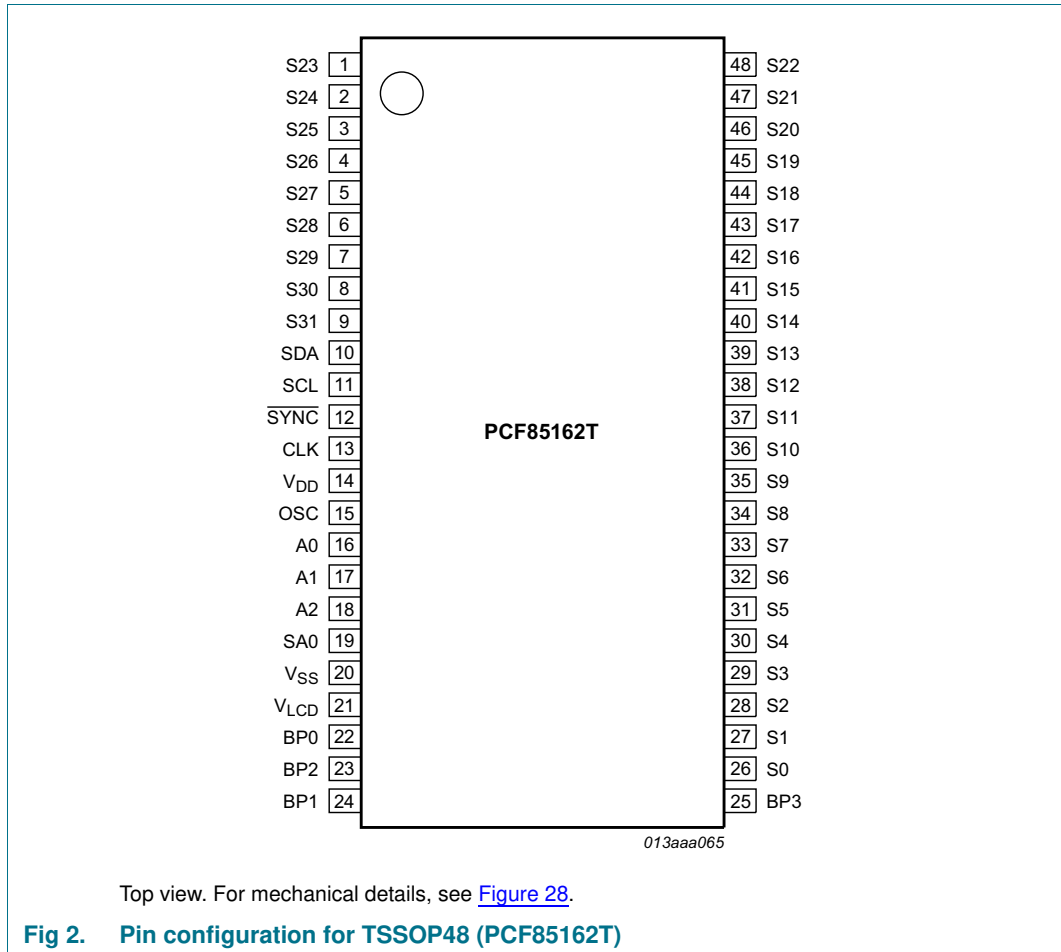 S23 1 48 S22
S24 2 47 S21
S25 3 46 S20
S26 4 45 S19
S27 5 44 S18
S28 6 43 S17
S29 7 42 S16
S30 8 41 S15
S31 9 40 S14
SDA 10 39 S13
SCL 11 38 S12
SYNC 12 37 S11
PCF85162T
CLK 13 36 S10
VDD 14 35 S9
OSC 15 34 S8
A0 16 33 S7
A1 17 32 S6
A2 18 31 S5
SA0 19 30 S4
VSS 20 29 S3
VLCD 21 28 S2
BP0 22 27 S1
BP2 23 26 S0
BP1 24 25 BP3
013aaa065
Top view. For mechanical details, see Figure 28.
Fig 2. Pin configuration for TSSOP48 (PCF85162T)